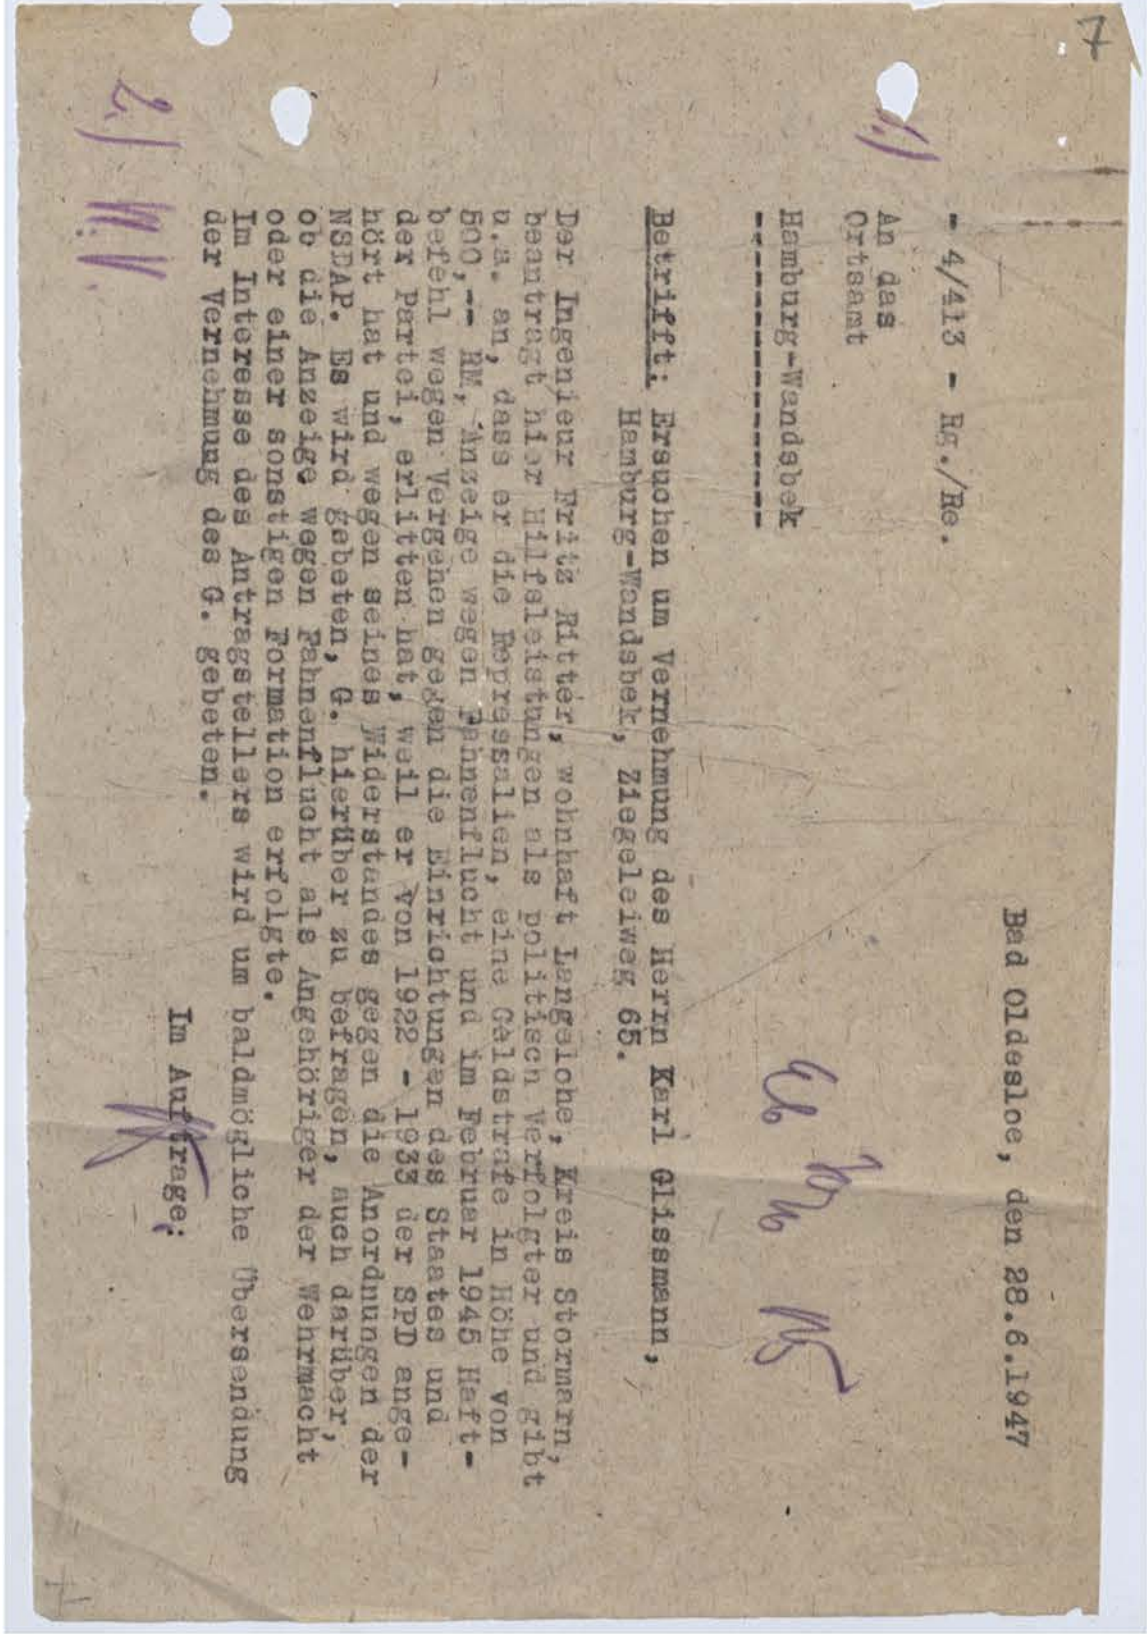 7
Bad Oldesloe, den 28.6.1947
- 4/413 - Rg./Re.
1.)
An das
Ortsamt
Hamburg-Wandsbek
Betrifft: Ersuchen um Vernehmung des Herrn Karl Glissmann,
Hamburg-Wandsbek, Ziegeleiweg 65.
Der Ingenieur Fritz Ritter, wohnhaft Langelohe, Kreis Stormarn,
beantragt hier Hilfsleistungen als politisch Verfolgter und gibt
u.a. an, dass er die Repressalien, eine Geldstrafe in Höhe von
500,-- RM, Anzeige wegen Fahnenflucht und im Februar 1945 Haft-
befehl wegen Vergehen gegen die Einrichtungen des Staates und
der Partei, erlitten hat, weil er von 1922 - 1933 der SPD ange-
hört hat und wegen seines Widerstandes gegen die Anordnungen der
NSDAP. Es wird gebeten, G. hierüber zu befragen, auch darüber,
ob die Anzeige wegen Fahnenflucht als Angehöriger der Wehrmacht
oder einer sonstigen Formation erfolgte.
Im Interesse des Antragstellers wird um baldmögliche Übersendung
der Vernehmung des G. gebeten.
Im Auftrage:
2.) W.V.